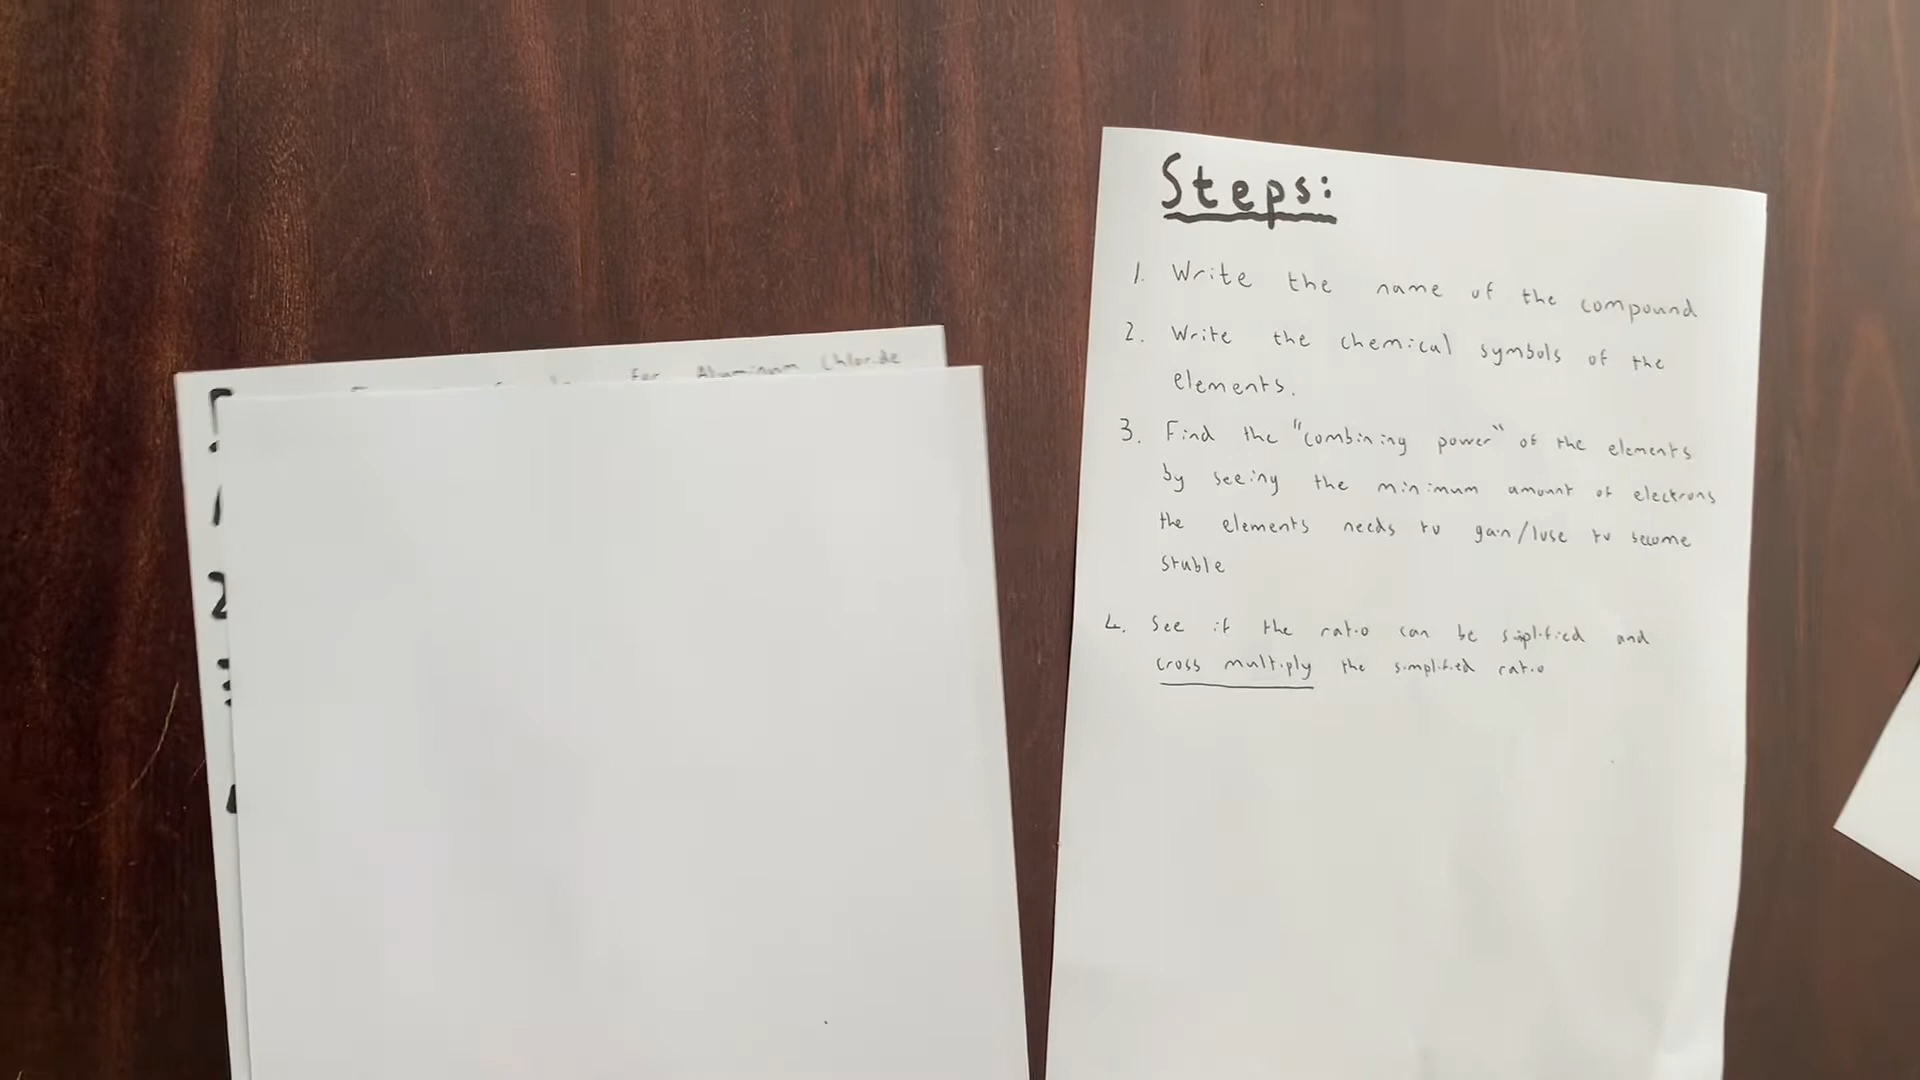 For Aluminum Chloride
2
Steps:
1. Write the name of the compound
2. Write the chemical symbols of the
elements.
3. Find the "combining power" of the elements
by seeing the minimum amount of electrons
the elements needs to gain/lose to become
stable
4. See if the ratio can be siplified and
cross multiply the simplified ratio